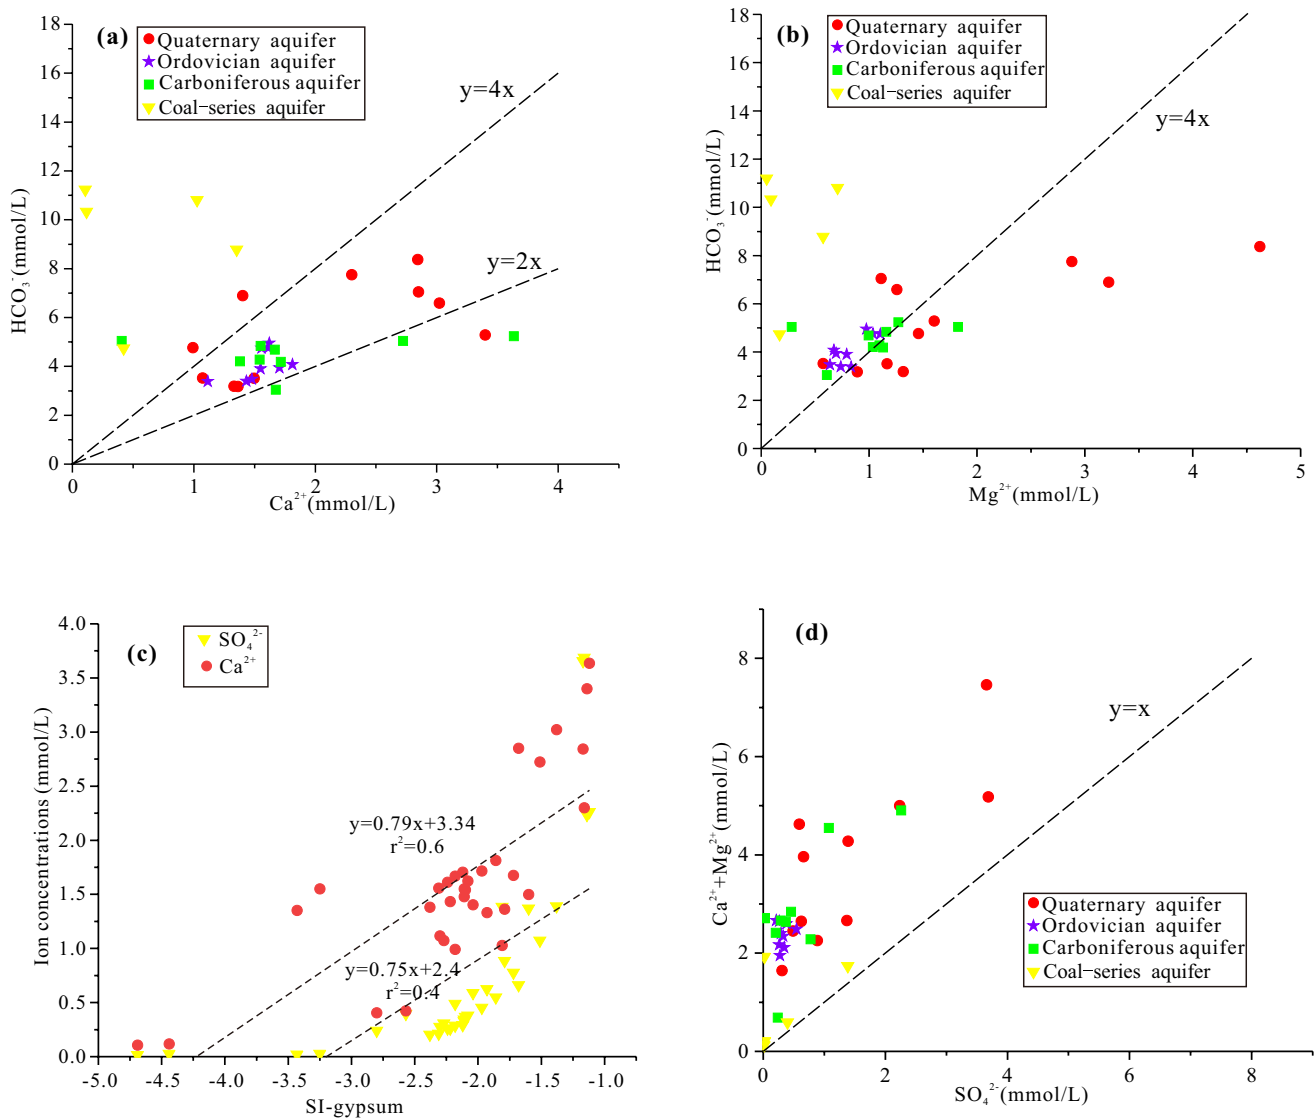 (a)
Quaternary aquifer
Ordovician aquifer
Carboniferous aquifer
Coal-series aquifer
y=4x
y=2x
HCO₃⁻(mmol/L)
18
16
14
12
10
8
6
4
2
0
0 1 2 3 4
Ca²⁺(mmol/L)
(b)
Quaternary aquifer
Ordovician aquifer
Carboniferous aquifer
Coal-series aquifer
y=4x
HCO₃⁻(mmol/L)
18
16
14
12
10
8
6
4
2
0
0 1 2 3 4 5
Mg²⁺(mmol/L)
(c)
SO₄²⁻
Ca²⁺
y=0.79x+3.34
r²=0.6
y=0.75x+2.4
r²=0.4
Ion concentrations (mmol/L)
4.0
3.5
3.0
2.5
2.0
1.5
1.0
0.5
0.0
-5.0 -4.5 -4.0 -3.5 -3.0 -2.5 -2.0 -1.5 -1.0
SI-gypsum
(d)
y=x
Quaternary aquifer
Ordovician aquifer
Carboniferous aquifer
Coal-series aquifer
Ca²⁺+Mg²⁺(mmol/L)
8
6
4
2
0
0 2 4 6 8
SO₄²⁻(mmol/L)